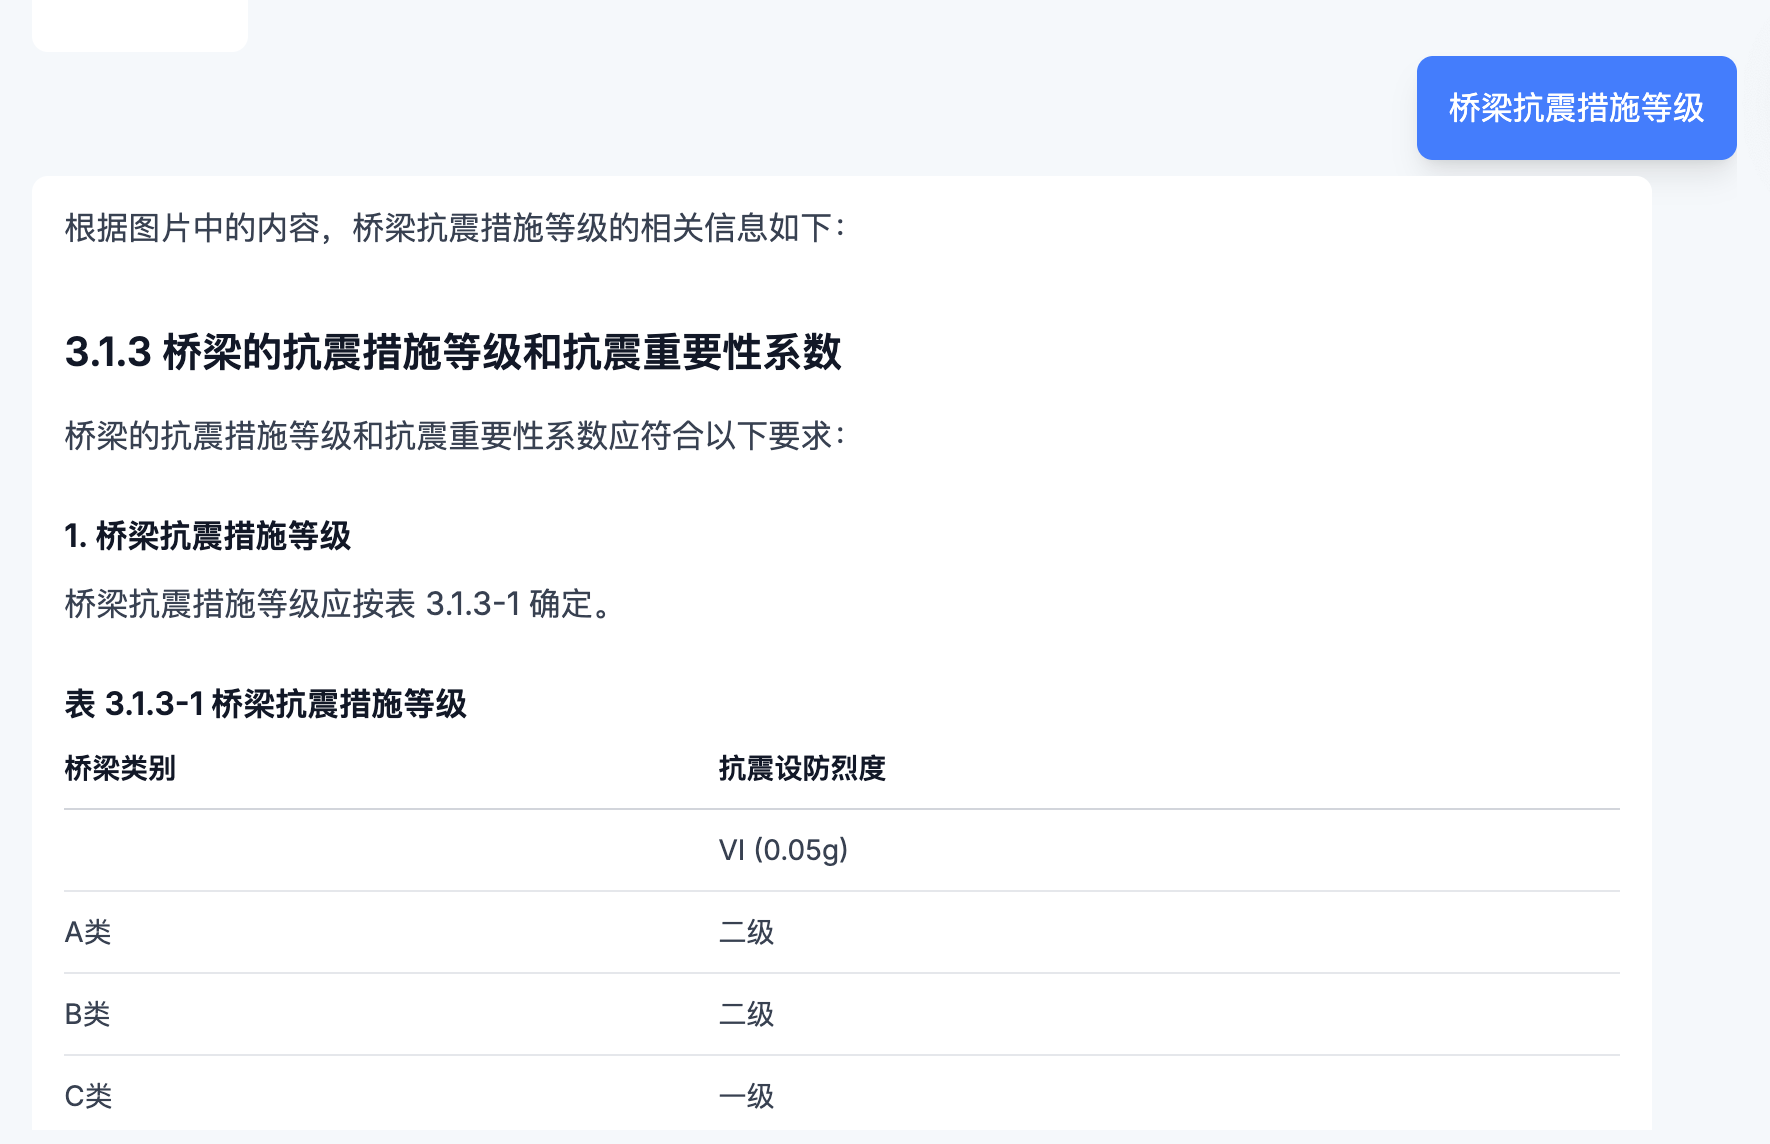 桥梁抗震措施等级
根据图片中的内容，桥梁抗震措施等级的相关信息如下：
3.1.3 桥梁的抗震措施等级和抗震重要性系数
桥梁的抗震措施等级和抗震重要性系数应符合以下要求：
1. 桥梁抗震措施等级
桥梁抗震措施等级应按表 3.1.3-1 确定。
表 3.1.3-1 桥梁抗震措施等级
桥梁类别 抗震设防烈度
VI (0.05g)
A类 二级
B类 二级
C类 一级